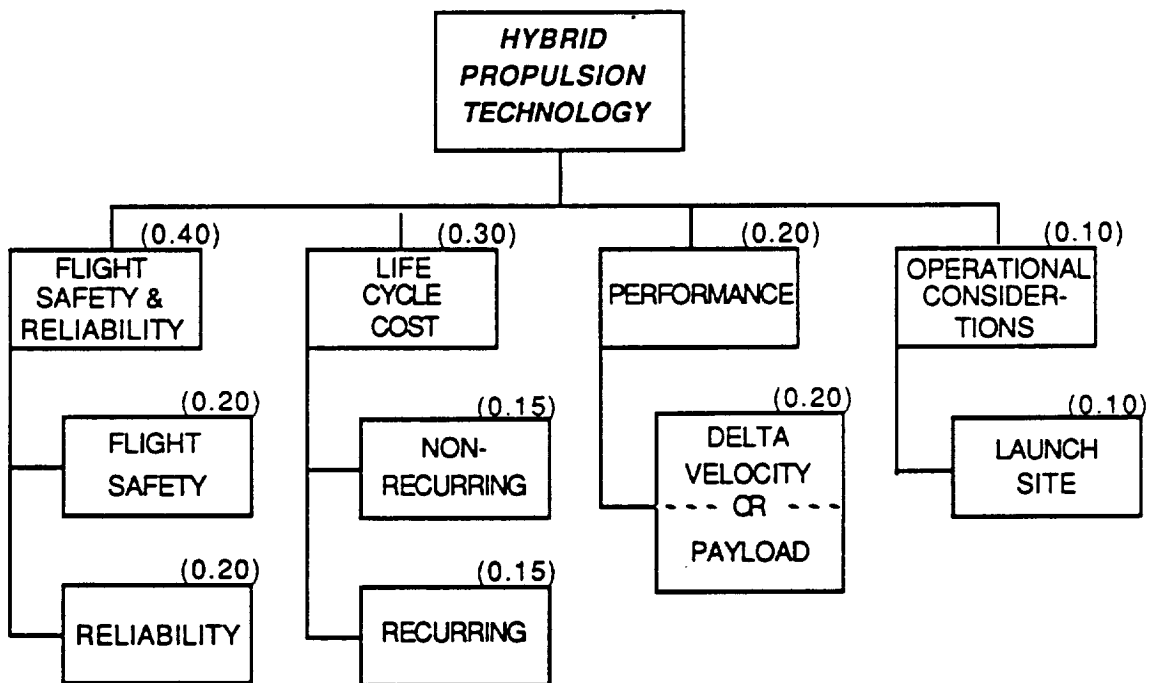 HYBRID
PROPULSION
TECHNOLOGY
(0.40)
FLIGHT
SAFETY &
RELIABILITY
(0.20)
FLIGHT
SAFETY
(0.20)
RELIABILITY
(0.30)
LIFE
CYCLE
COST
(0.15)
NON-
RECURRING
(0.15)
RECURRING
(0.20)
PERFORMANCE
(0.20)
DELTA
VELOCITY
OR
PAYLOAD
(0.10)
OPERATIONAL
CONSIDER-
TIONS
(0.10)
LAUNCH
SITE